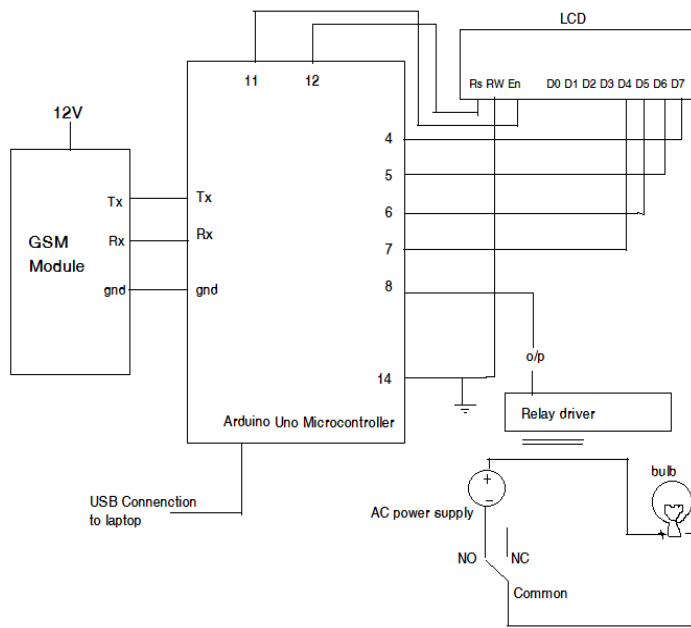 LCD
11 12
Rs RW En D0 D1 D2 D3 D4 D5 D6 D7
12V
4
Tx Tx
5
GSM
Module
Rx Rx
6
7
gnd gnd
8
o/p
14
Arduino Uno Microcontroller
Relay driver
bulb
+
−
AC power supply
USB Connenction
to laptop
NO NC
Common